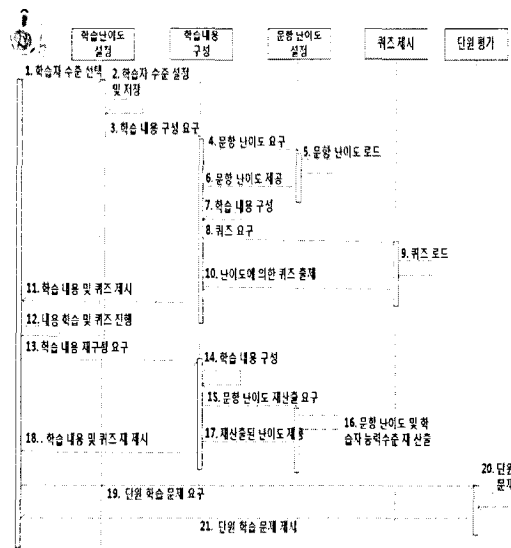 학습난이도
설정
학습내용
구성
문항 난이도
설정
퀴즈 제시
단원 평가
1. 학습자 수준 선택
2. 학습자 수준 설정
및 저장
3. 학습 내용 구성 요구
4. 문항 난이도 요구
5. 문항 난이도 로드
6. 문항 난이도 제공
7. 학습 내용 구성
8. 퀴즈 요구
9. 퀴즈 로드
10. 난이도에 의한 퀴즈 출제
11. 학습 내용 및 퀴즈 제시
12. 내용 학습 및 퀴즈 진행
13. 학습 내용 재구성 요구
14. 학습 내용 구성
15. 문항 난이도 재산출 요구
16. 문항 난이도 및 학
습자 능력수준 재 산출
17. 재산출된 난이도 제
18. . 학습 내용 및 퀴즈 재 제시
19. 단원 학습 문제 요구
20. 단원
문제
21. 단원 학습 문제 제시